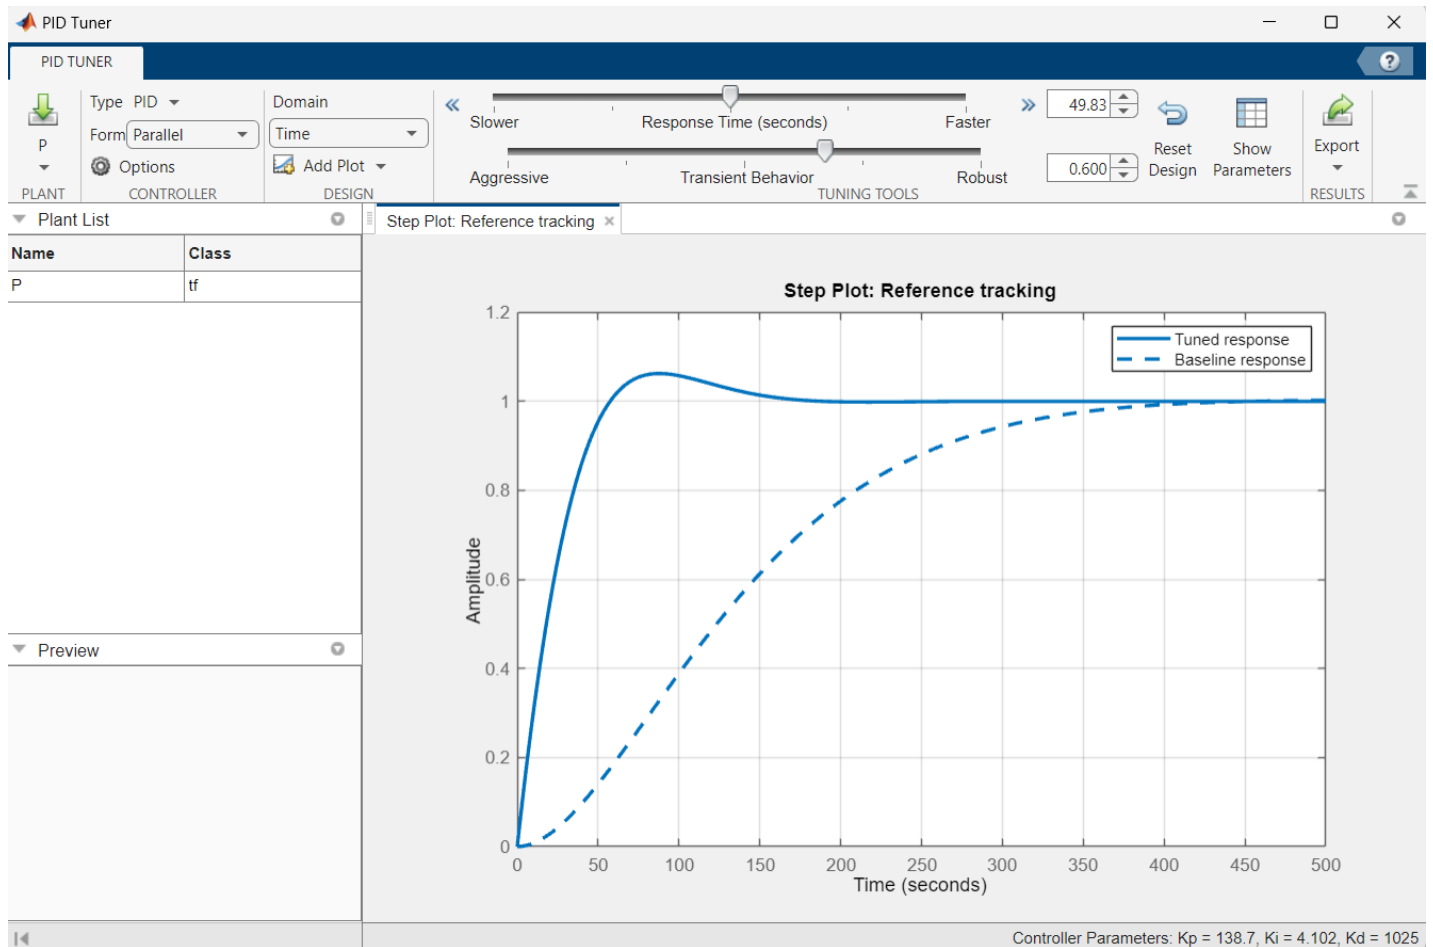 PID Tuner
PID TUNER
?
P
PLANT
Type PID
Form Parallel
Options
CONTROLLER
Domain
Time
Add Plot
DESIGN
Slower Response Time (seconds) Faster
49.83
Aggressive Transient Behavior Robust
0.600
TUNING TOOLS
Reset
Design
Show
Parameters
Export
RESULTS
Plant List
Name Class
P tf
Preview
Step Plot: Reference tracking
Step Plot: Reference tracking
Tuned response
Baseline response
Amplitude
1.2
1
0.8
0.6
0.4
0.2
0
0 50 100 150 200 250 300 350 400 450 500
Time (seconds)
Controller Parameters: Kp = 138.7, Ki = 4.102, Kd = 1025